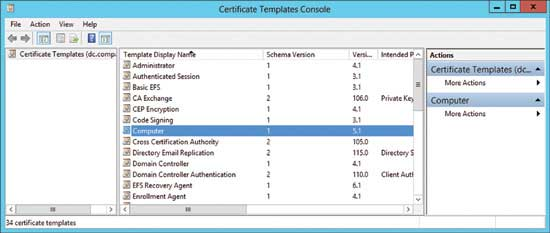 Certificate Templates Console
File Action View Help
Certificate Templates (dc.compa
Template Display Name Schema Version Versi... Intended P
Administrator 1 4.1
Authenticated Session 1 3.1
Basic EFS 1 3.1
CA Exchange 2 106.0 Private Key
CEP Encryption 1 4.1
Code Signing 1 3.1
Computer 1 5.1
Cross Certification Authority 2 105.0
Directory Email Replication 2 115.0 Directory S
Domain Controller 1 4.1
Domain Controller Authentication 2 110.0 Client Auth
EFS Recovery Agent 1 6.1
Enrollment Agent 1 4.1
Actions
Certificate Templates (dc....
More Actions
Computer
More Actions
34 certificate templates